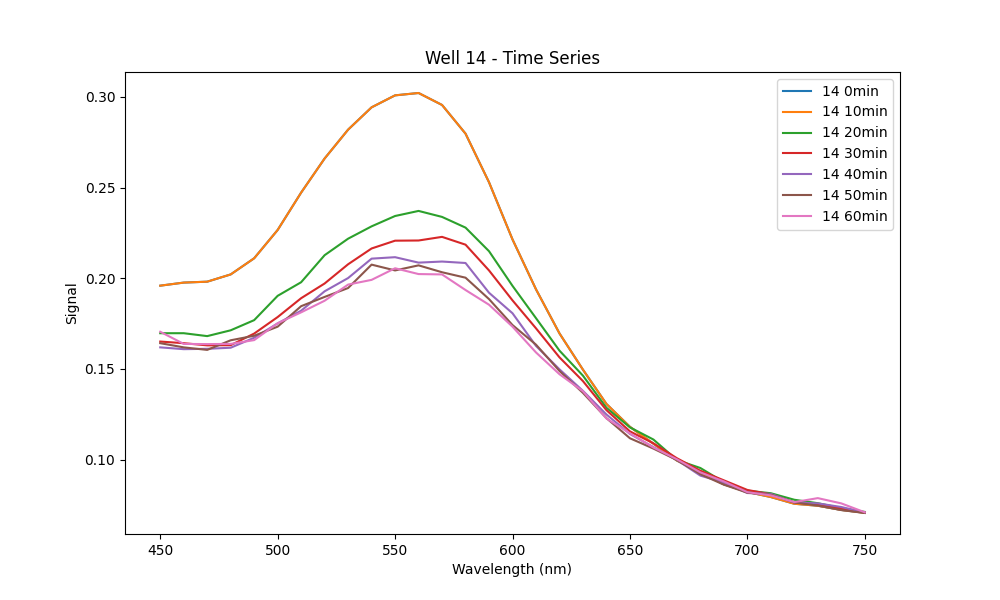 Well 14 - Time Series
14 0min
14 10min
14 20min
14 30min
14 40min
14 50min
14 60min
0.30
0.25
0.20
0.15
0.10
Signal
450 500 550 600 650 700 750
Wavelength (nm)